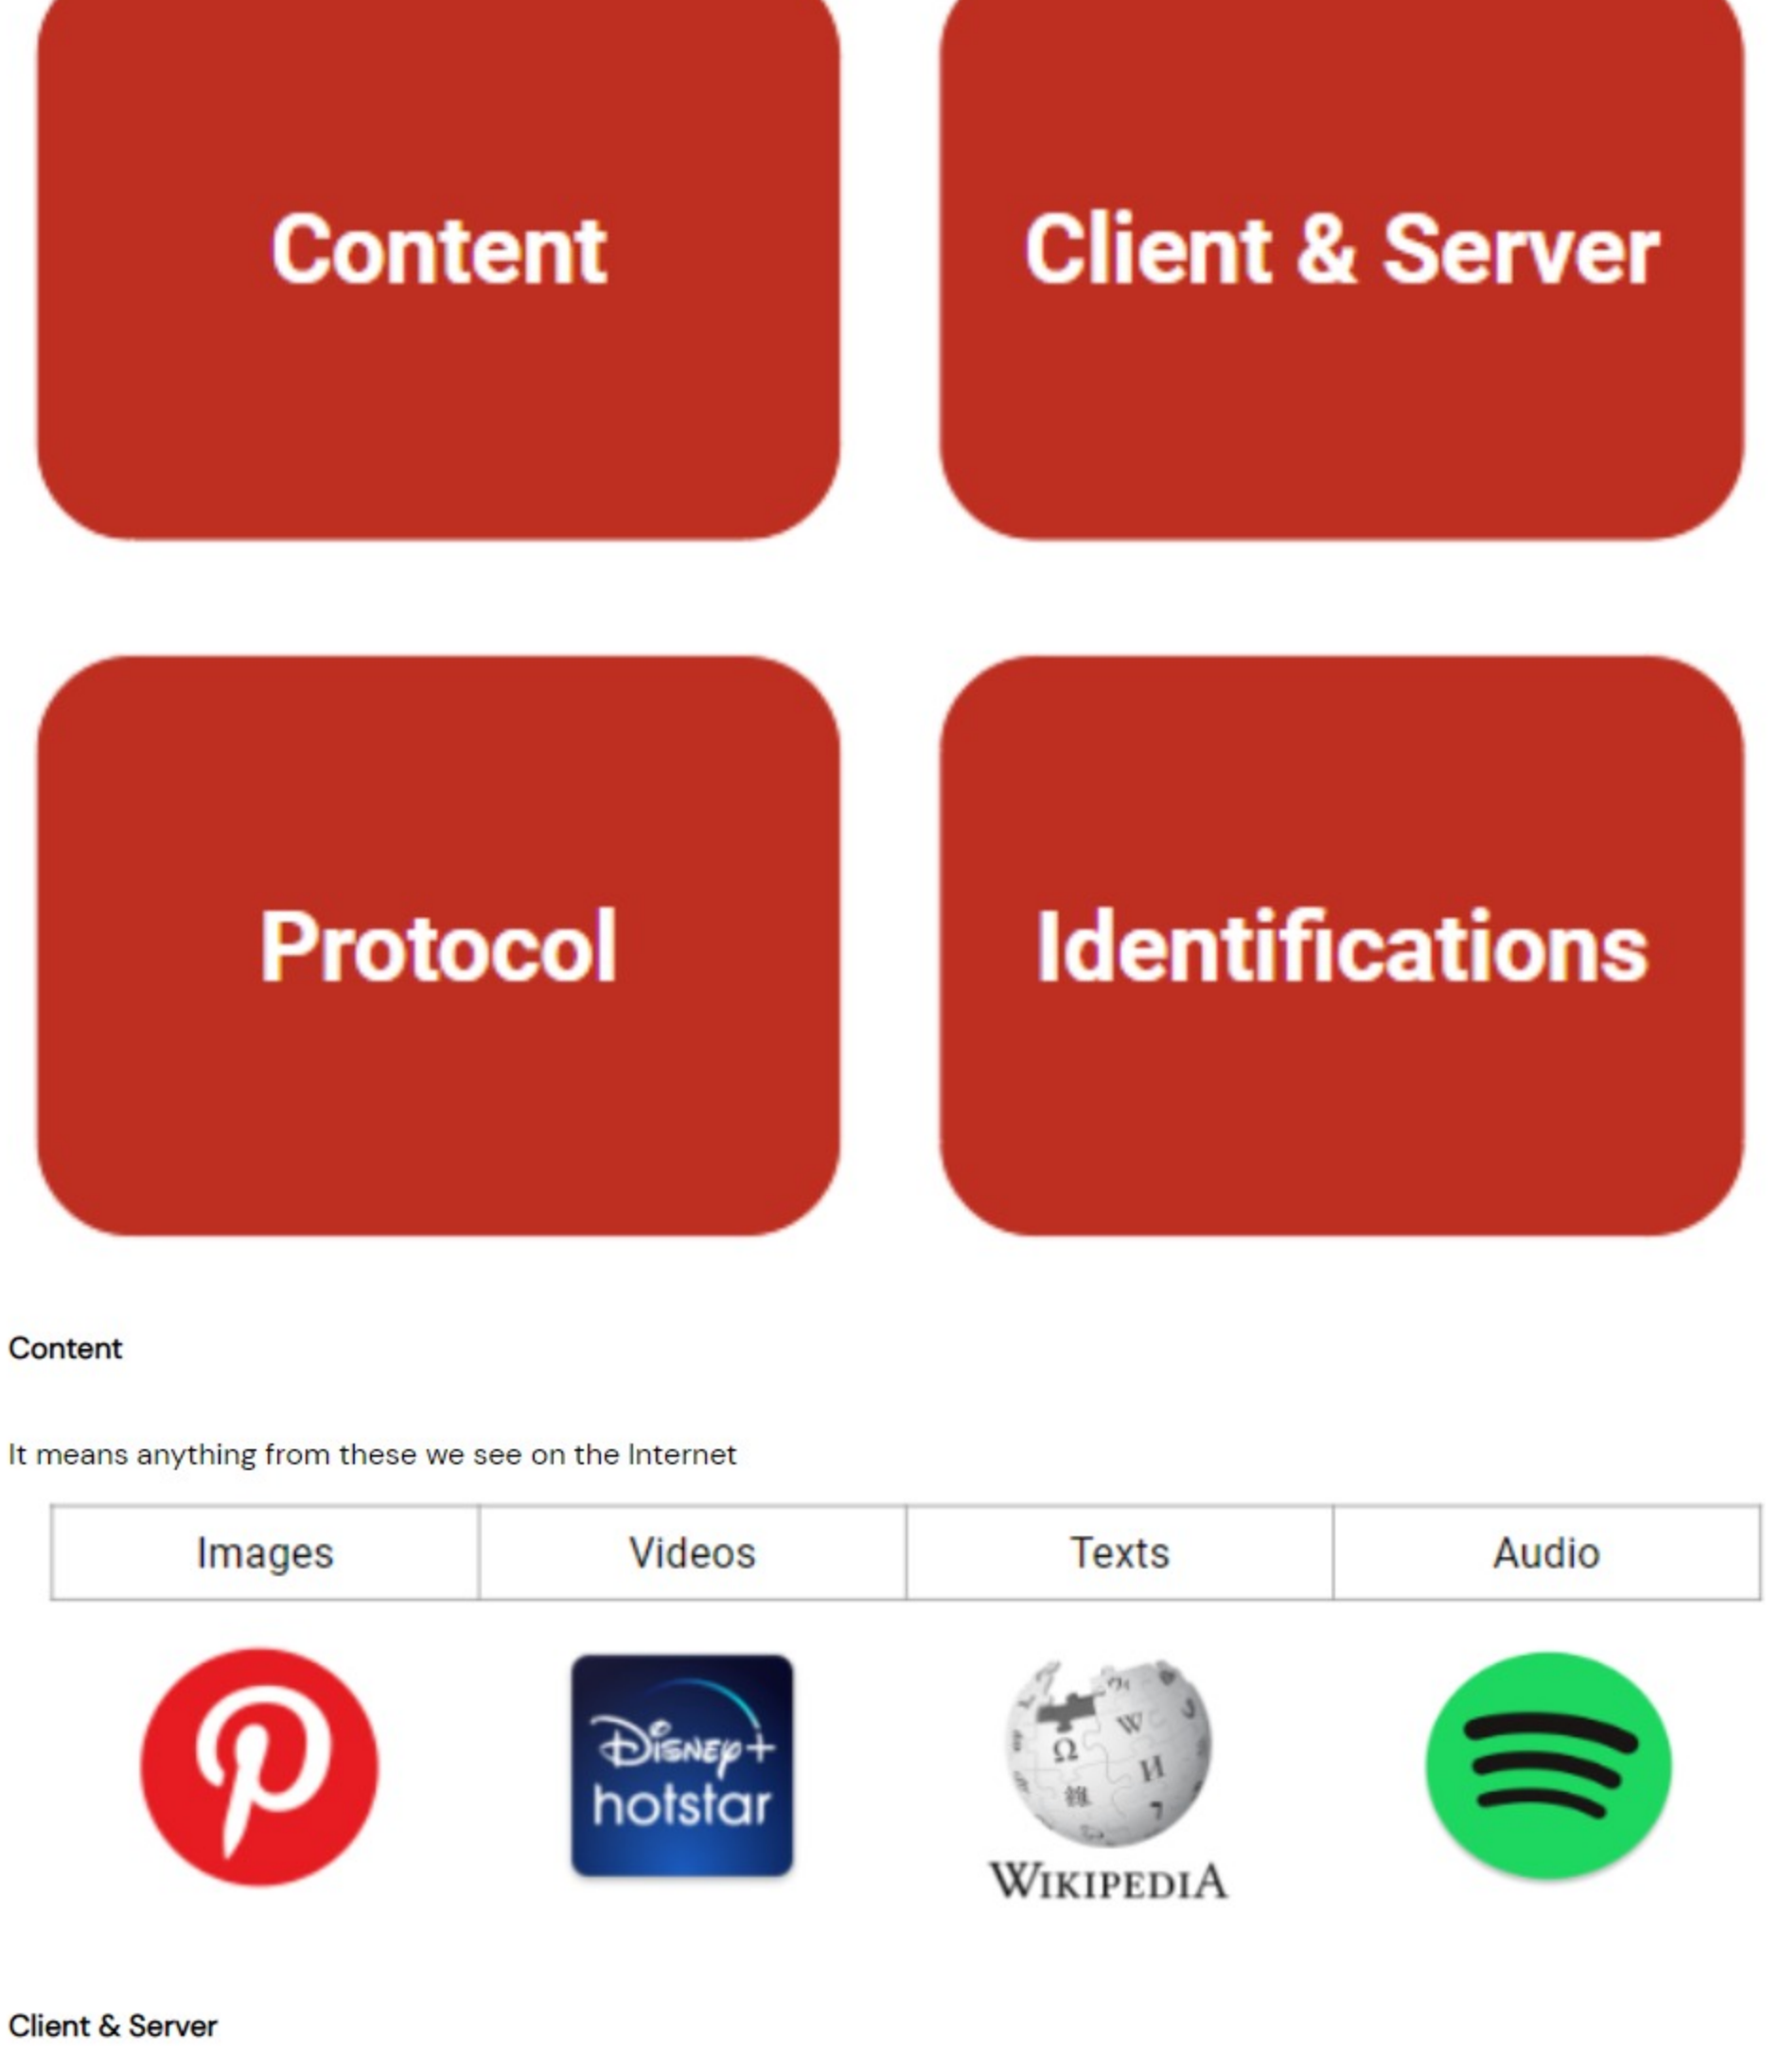 Content
Client & Server
Protocol
Identifications
Content
It means anything from these we see on the Internet
Images
Videos
Texts
Audio
Disney+
hotstar
Ω
W
И
維
WIKIPEDIA
Client & Server